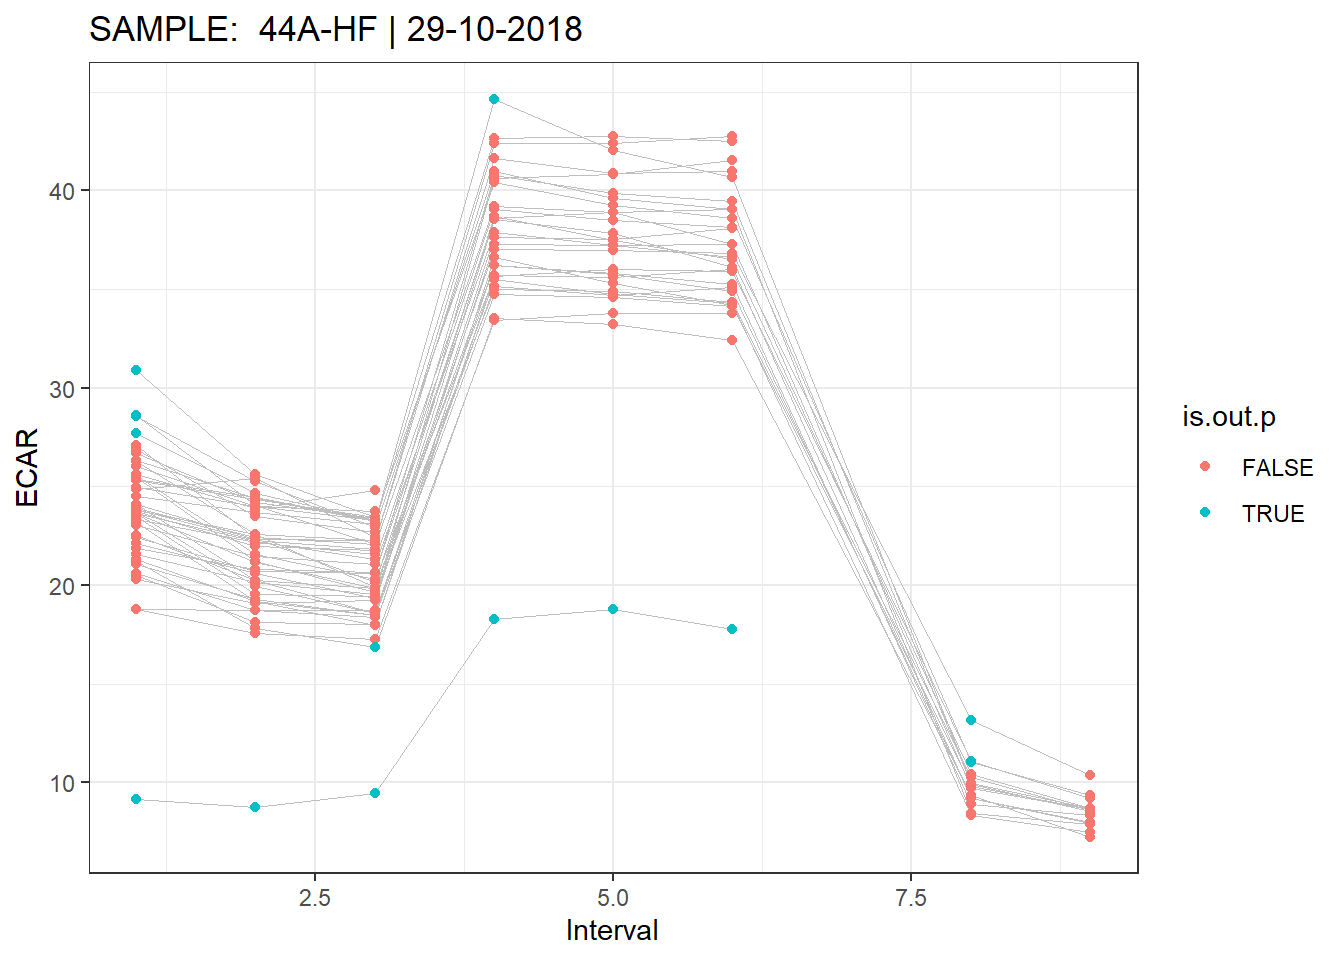 SAMPLE:  44A-HF | 29-10-2018
ECAR
40
30
20
10
2.5
5.0
7.5
Interval
is.out.p
FALSE
TRUE